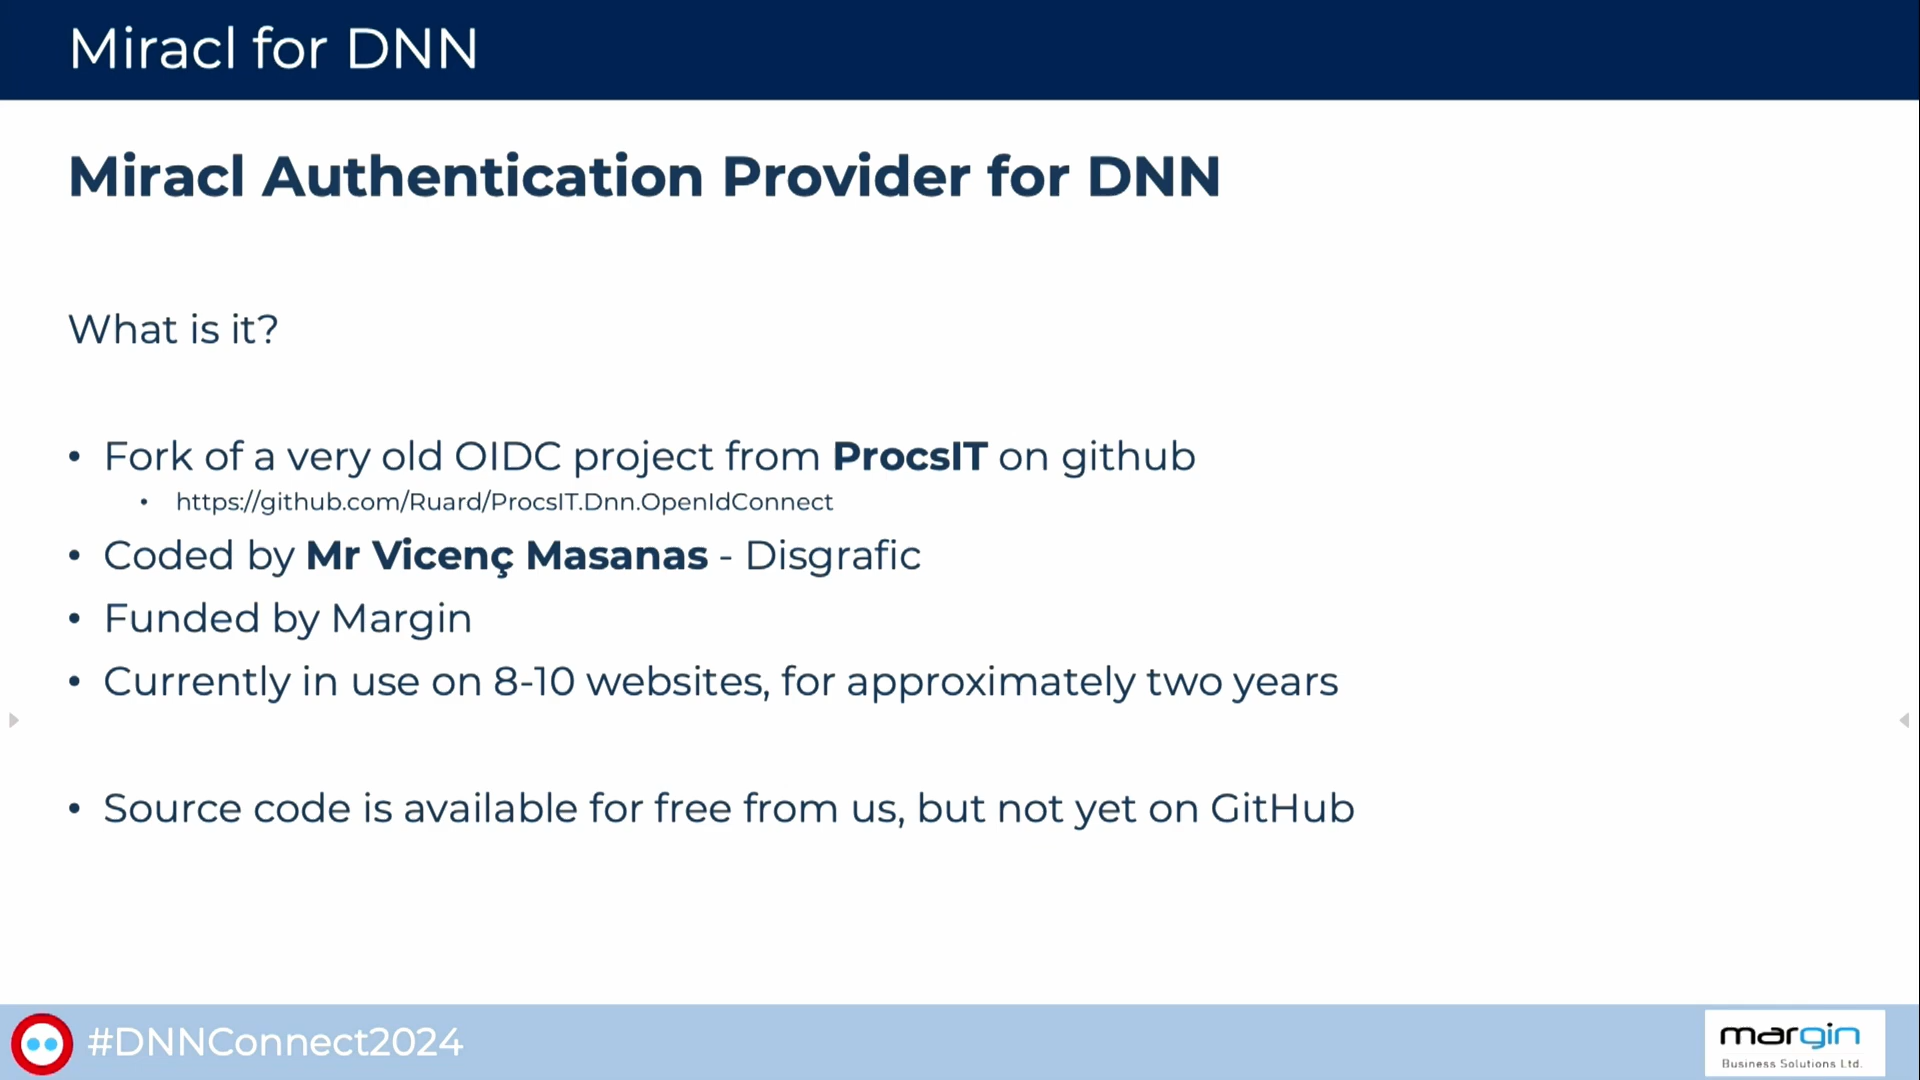 Miracl for DNN
Miracl Authentication Provider for DNN
What is it?
• Fork of a very old OIDC project from ProcsIT on github
• https://github.com/Ruard/ProcsIT.Dnn.OpenIdConnect
• Coded by Mr Vicenç Masanas - Disgrafic
• Funded by Margin
• Currently in use on 8-10 websites, for approximately two years
• Source code is available for free from us, but not yet on GitHub
#DNNConnect2024
margin
Business Solutions Ltd.